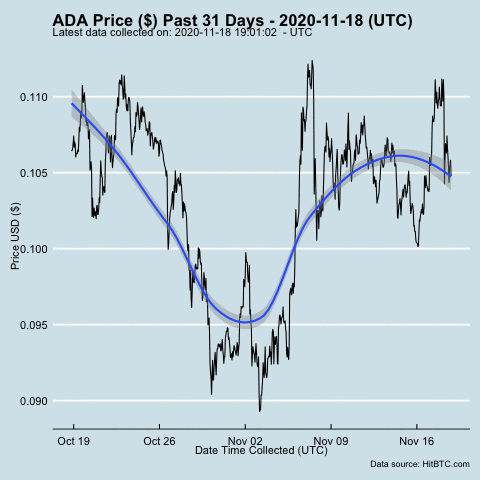 ADA Price ($) Past 31 Days - 2020-11-18 (UTC)
Latest data collected on: 2020-11-18 19:01:02 - UTC
0.110
0.105
0.100
0.095
0.090
Price USD ($)
Oct 19 Oct 26 Nov 02 Nov 09 Nov 16
Date Time Collected (UTC)
Data source: HitBTC.com